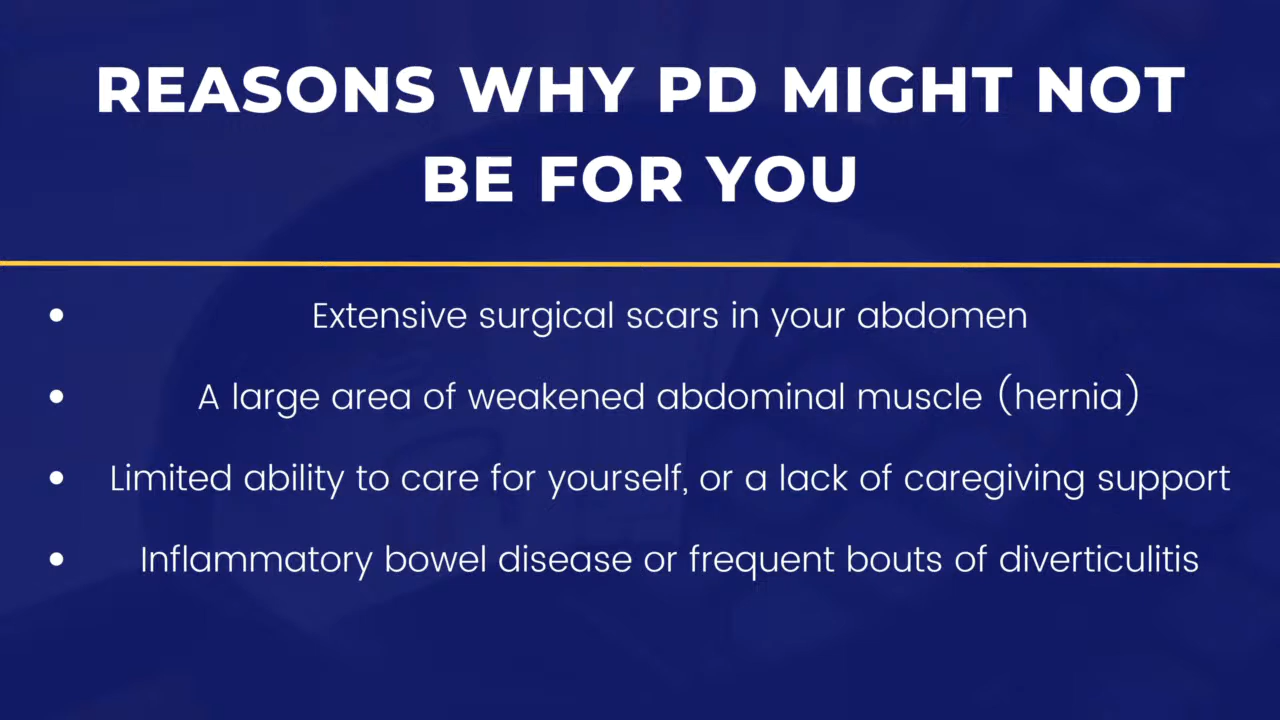 REASONS WHY PD MIGHT NOT
BE FOR YOU
• Extensive surgical scars in your abdomen
• A large area of weakened abdominal muscle (hernia)
• Limited ability to care for yourself, or a lack of caregiving support
• Inflammatory bowel disease or frequent bouts of diverticulitis